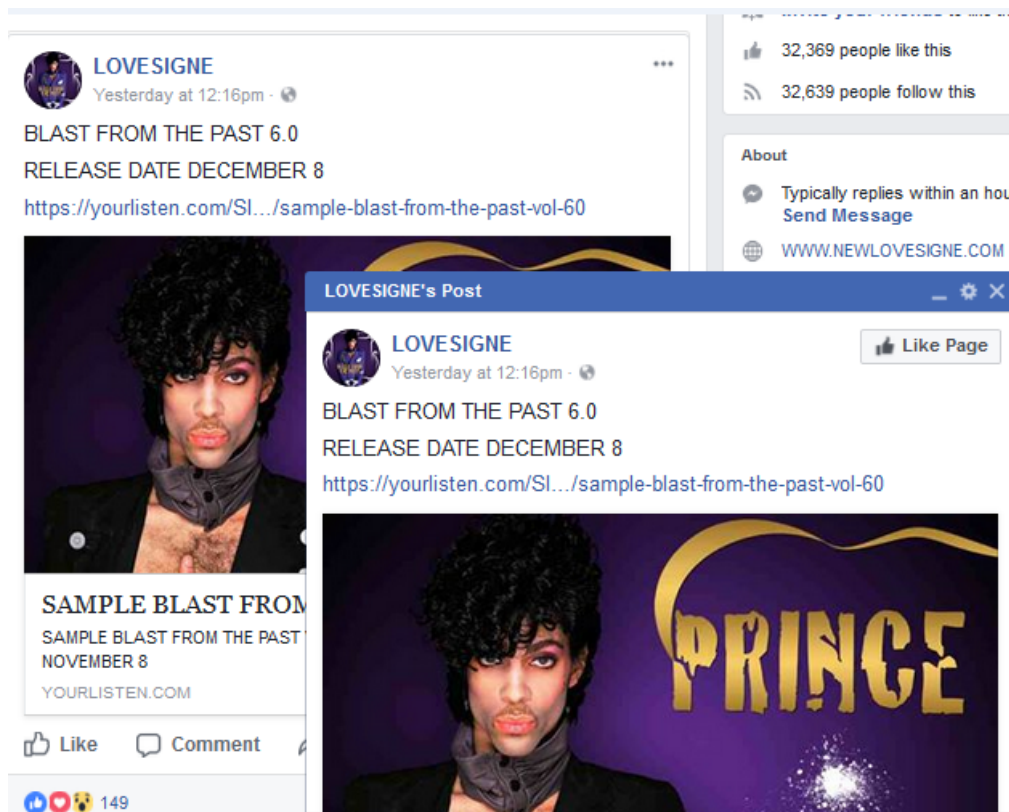 LOVESIGNE
Yesterday at 12:16pm ·
BLAST FROM THE PAST 6.0
RELEASE DATE DECEMBER 8
https://yourlisten.com/SI.../sample-blast-from-the-past-vol-60
SAMPLE BLAST FROM
SAMPLE BLAST FROM THE PAST
NOVEMBER 8
YOURLISTEN.COM
Like Comment
149
32,369 people like this
32,639 people follow this
About
Typically replies within an hou
Send Message
WWW.NEWLOVESIGNE.COM
LOVESIGNE's Post
LOVESIGNE
Like Page
Yesterday at 12:16pm ·
BLAST FROM THE PAST 6.0
RELEASE DATE DECEMBER 8
https://yourlisten.com/SI.../sample-blast-from-the-past-vol-60
PRINCE